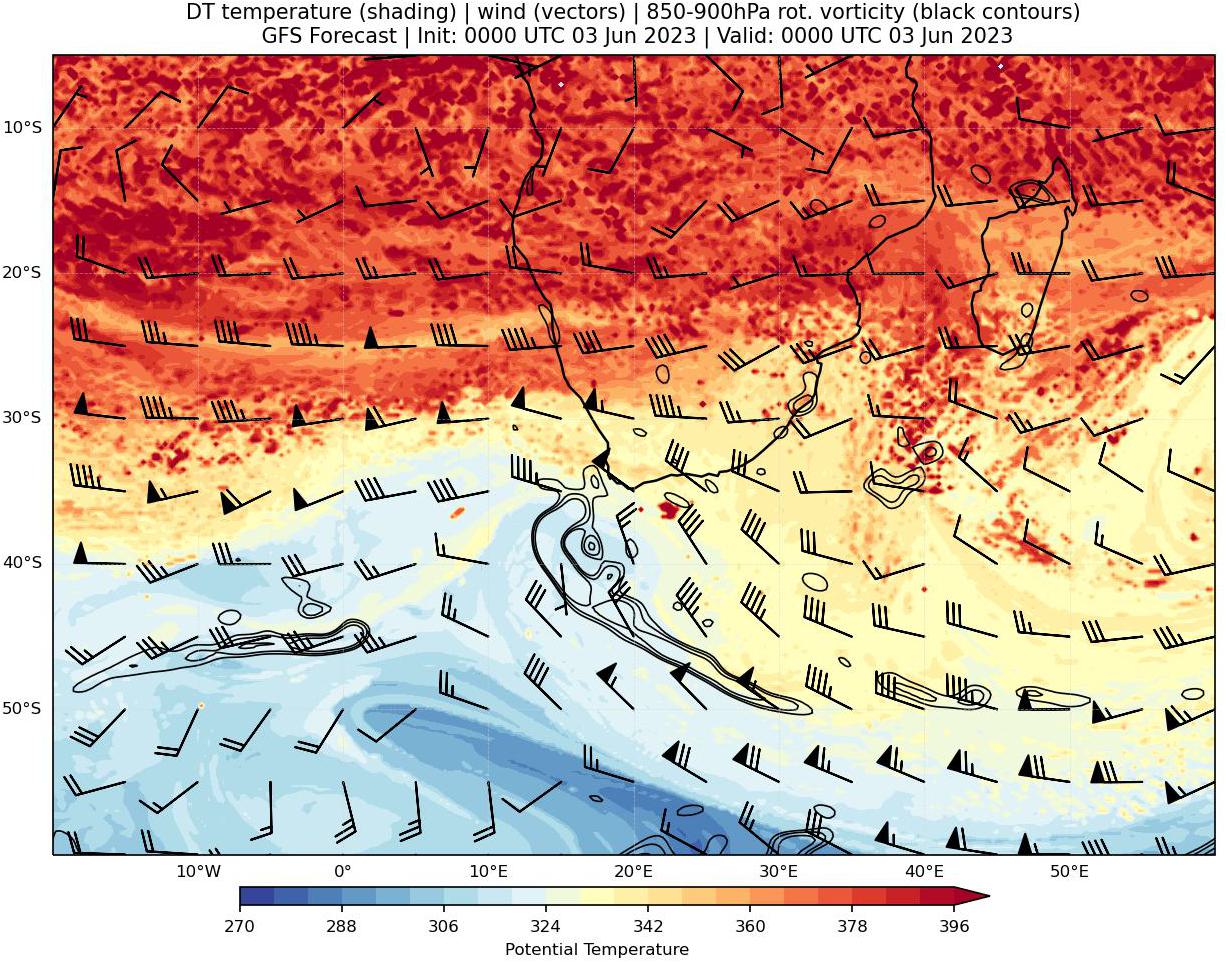 DT temperature (shading) | wind (vectors) | 850-900hPa rot. vorticity (black contours)
GFS Forecast | Init: 0000 UTC 03 Jun 2023 | Valid: 0000 UTC 03 Jun 2023
10°S
20°S
30°S
40°S
50°S
10°W 0° 10°E 20°E 30°E 40°E 50°E
270 288 306 324 342 360 378 396
Potential Temperature